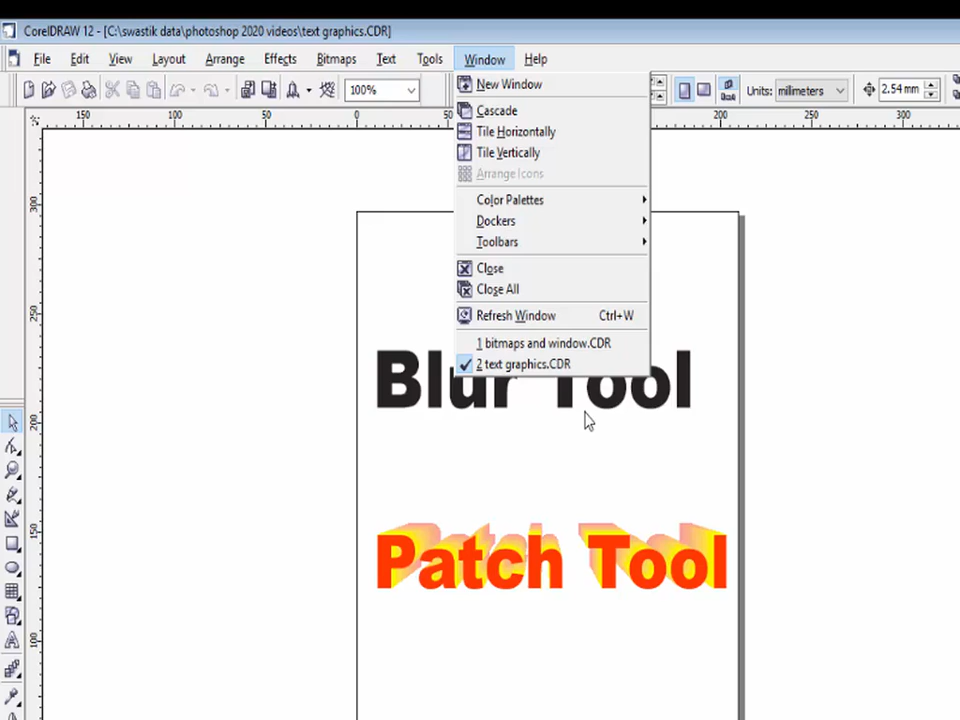 CorelDRAW 12 - [C:\swastik data\photoshop 2020 videos\text graphics.CDR]
File Edit View Layout Arrange Effects Bitmaps Text Tools Window Help
100% Units: millimeters 2.54 mm
New Window
Cascade
Tile Horizontally
Tile Vertically
Arrange Icons
Color Palettes
Dockers
Toolbars
Close
Close All
Refresh Window Ctrl+W
1 bitmaps and window.CDR
2 text graphics.CDR
150 100 50 0 50 200 250 300
300
250
200
150
100
Blur Tool
Patch Tool